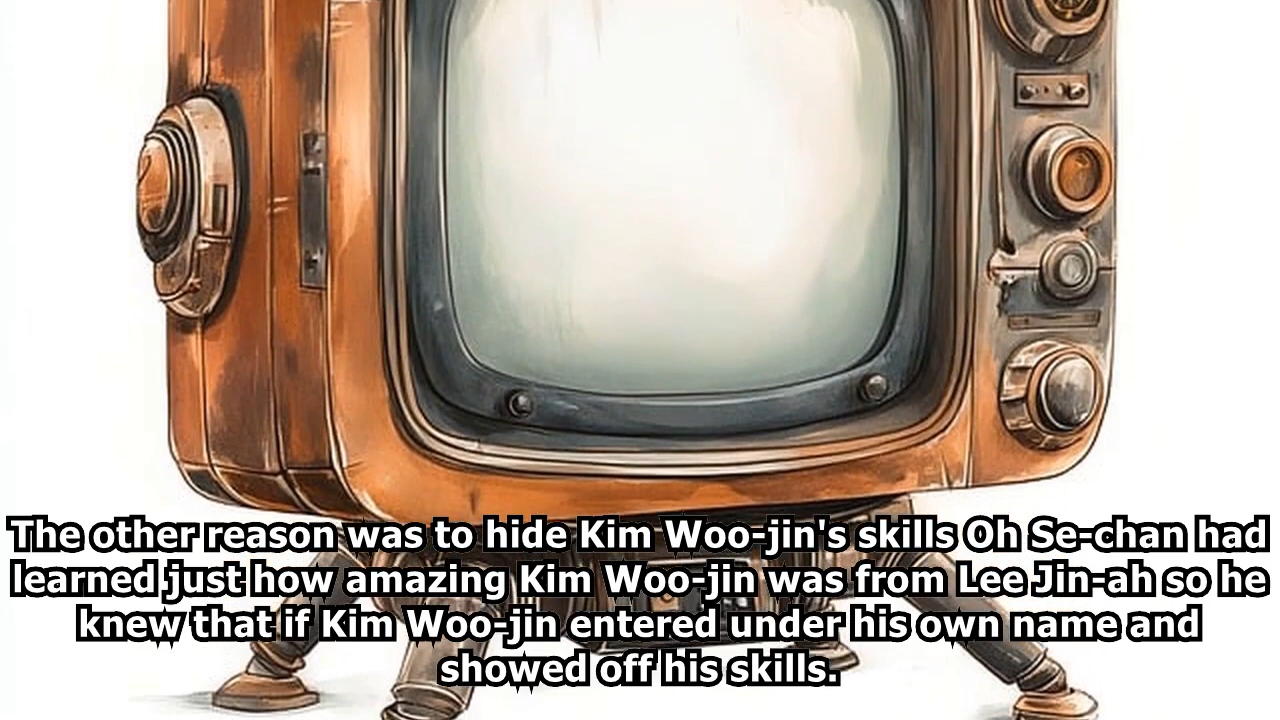 The other reason was to hide Kim Woo-jin's skills Oh Se-chan had
learned just how amazing Kim Woo-jin was from Lee Jin-ah so he
knew that if Kim Woo-jin entered under his own name and
showed off his skills.